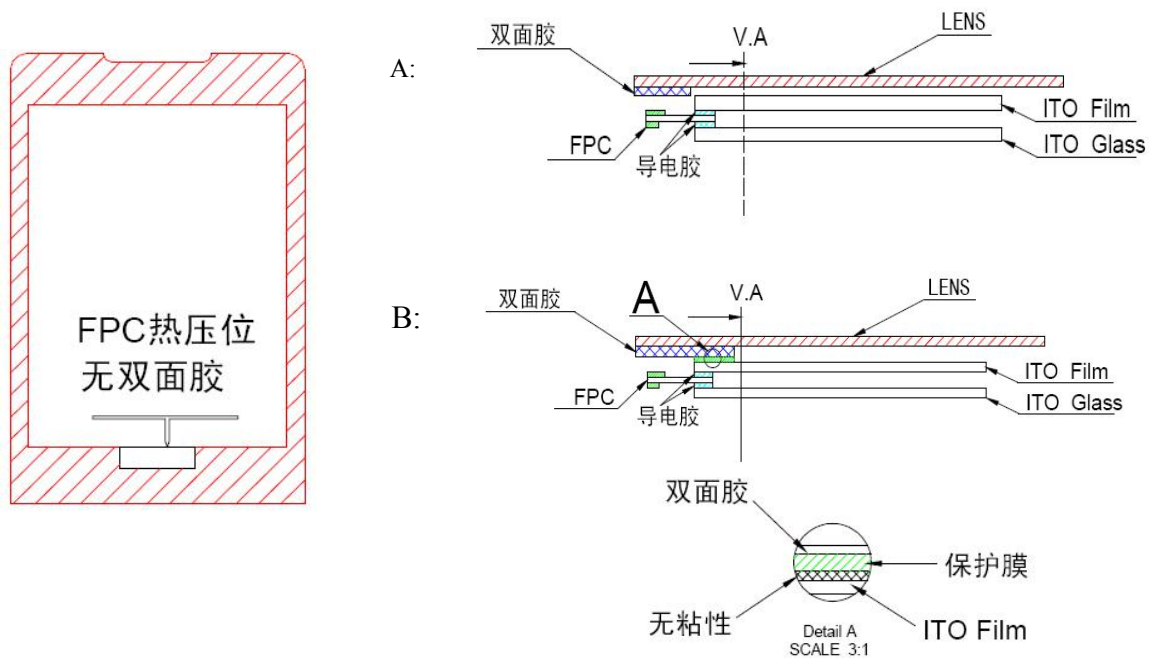 FPC热压位
无双面胶
A:
双面胶
V.A
LENS
ITO Film
ITO Glass
FPC
导电胶
B:
双面胶
A
V.A
LENS
ITO Film
ITO Glass
FPC
导电胶
双面胶
保护膜
无粘性
ITO Film
Detail A
SCALE 3:1